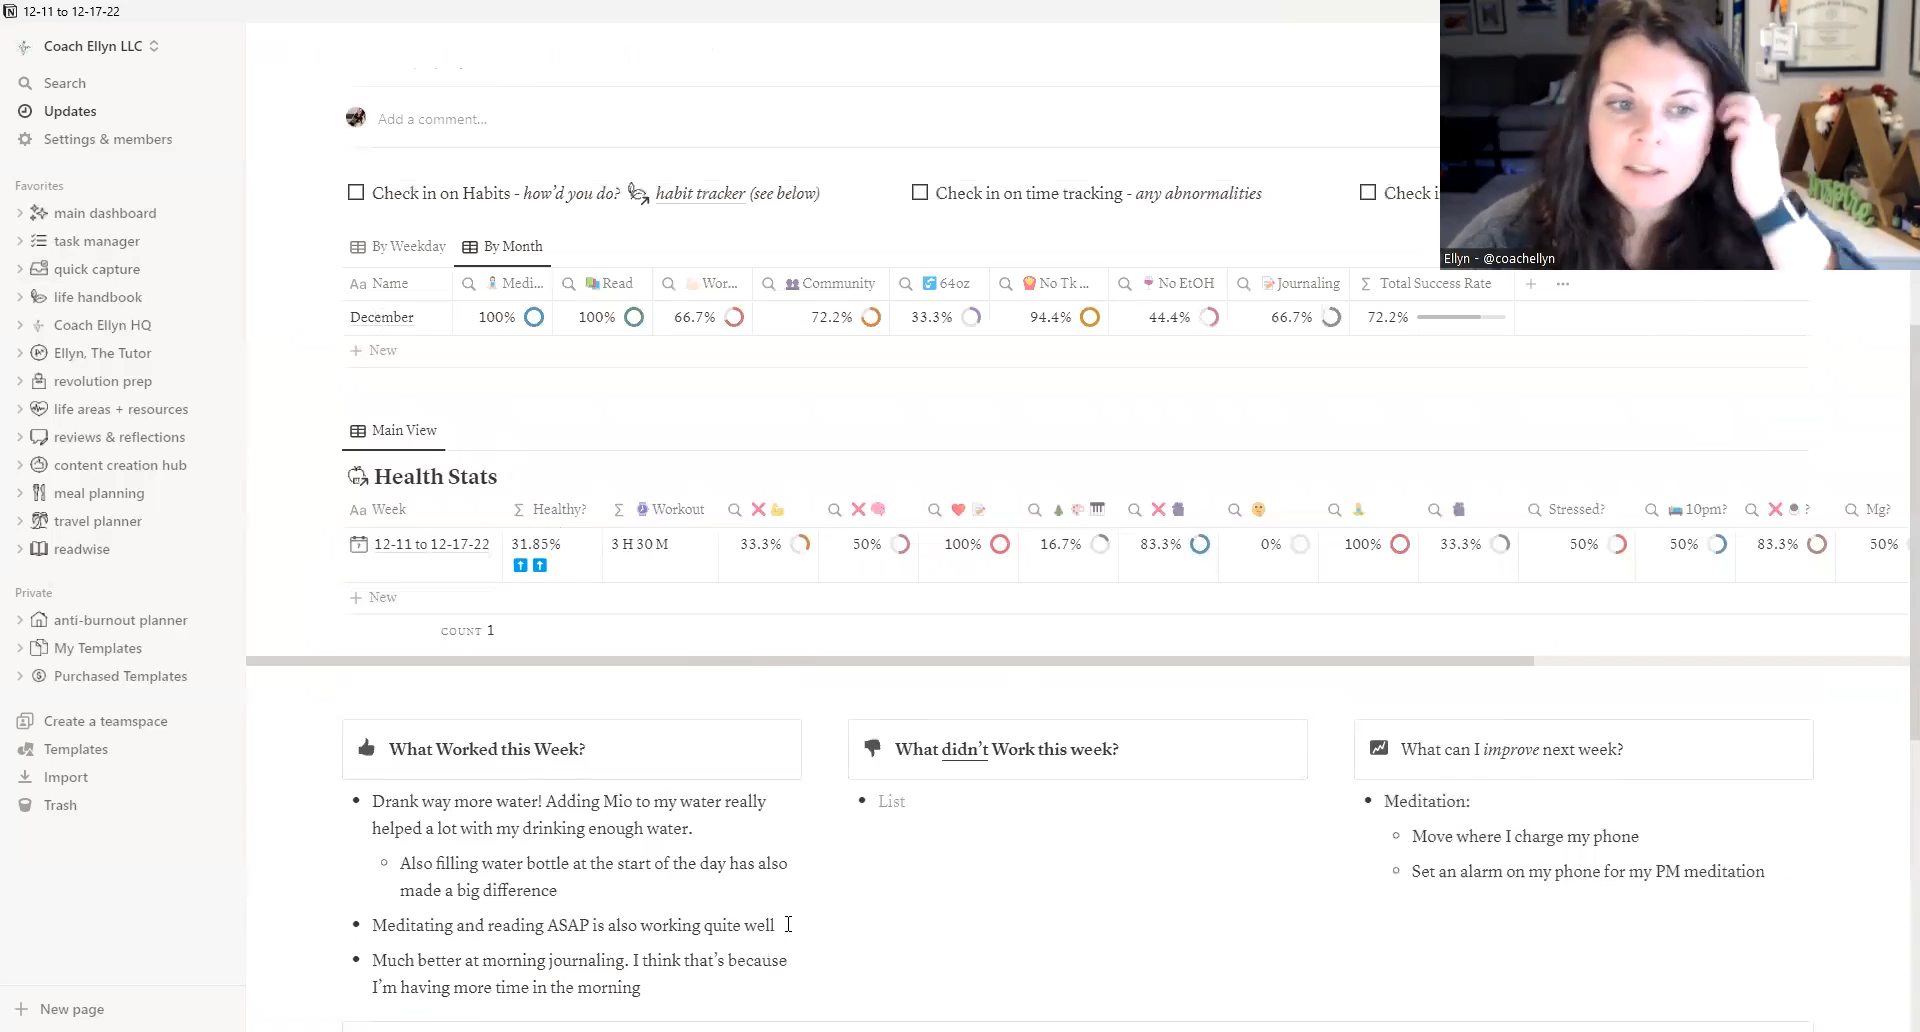 12-11 to 12-17-22
Coach Ellyn LLC
Search
Updates
Settings & members
Favorites
main dashboard
task manager
quick capture
life handbook
Coach Ellyn HQ
Ellyn, The Tutor
revolution prep
life areas + resources
reviews & reflections
content creation hub
meal planning
travel planner
readwise
Private
anti-burnout planner
My Templates
Purchased Templates
Create a teamspace
Templates
Import
Trash
New page
Add a comment...
Check in on Habits - how'd you do? habit tracker (see below)
Check in on time tracking - any abnormalities
Check i
Ellyn - @coachellyn
inspire
By Weekday By Month
Aa Name Medi... Read Wor... Community 64oz No Tk ... No EtOH Journaling Σ Total Success Rate
December 100% 100% 66.7% 72.2% 33.3% 94.4% 44.4% 66.7% 72.2%
New
Main View
Health Stats
Aa Week Σ Healthy? Σ Workout Stressed? 10pm? ? Mg?
12-11 to 12-17-22 31.85% 3 H 30 M 33.3% 50% 100% 16.7% 83.3% 0% 100% 33.3% 50% 50% 83.3% 50%
New
COUNT 1
What Worked this Week?
Drank way more water! Adding Mio to my water really
helped a lot with my drinking enough water.
Also filling water bottle at the start of the day has also
made a big difference
Meditating and reading ASAP is also working quite well
Much better at morning journaling. I think that's because
I'm having more time in the morning
What didn't Work this week?
List
What can I improve next week?
Meditation:
Move where I charge my phone
Set an alarm on my phone for my PM meditation